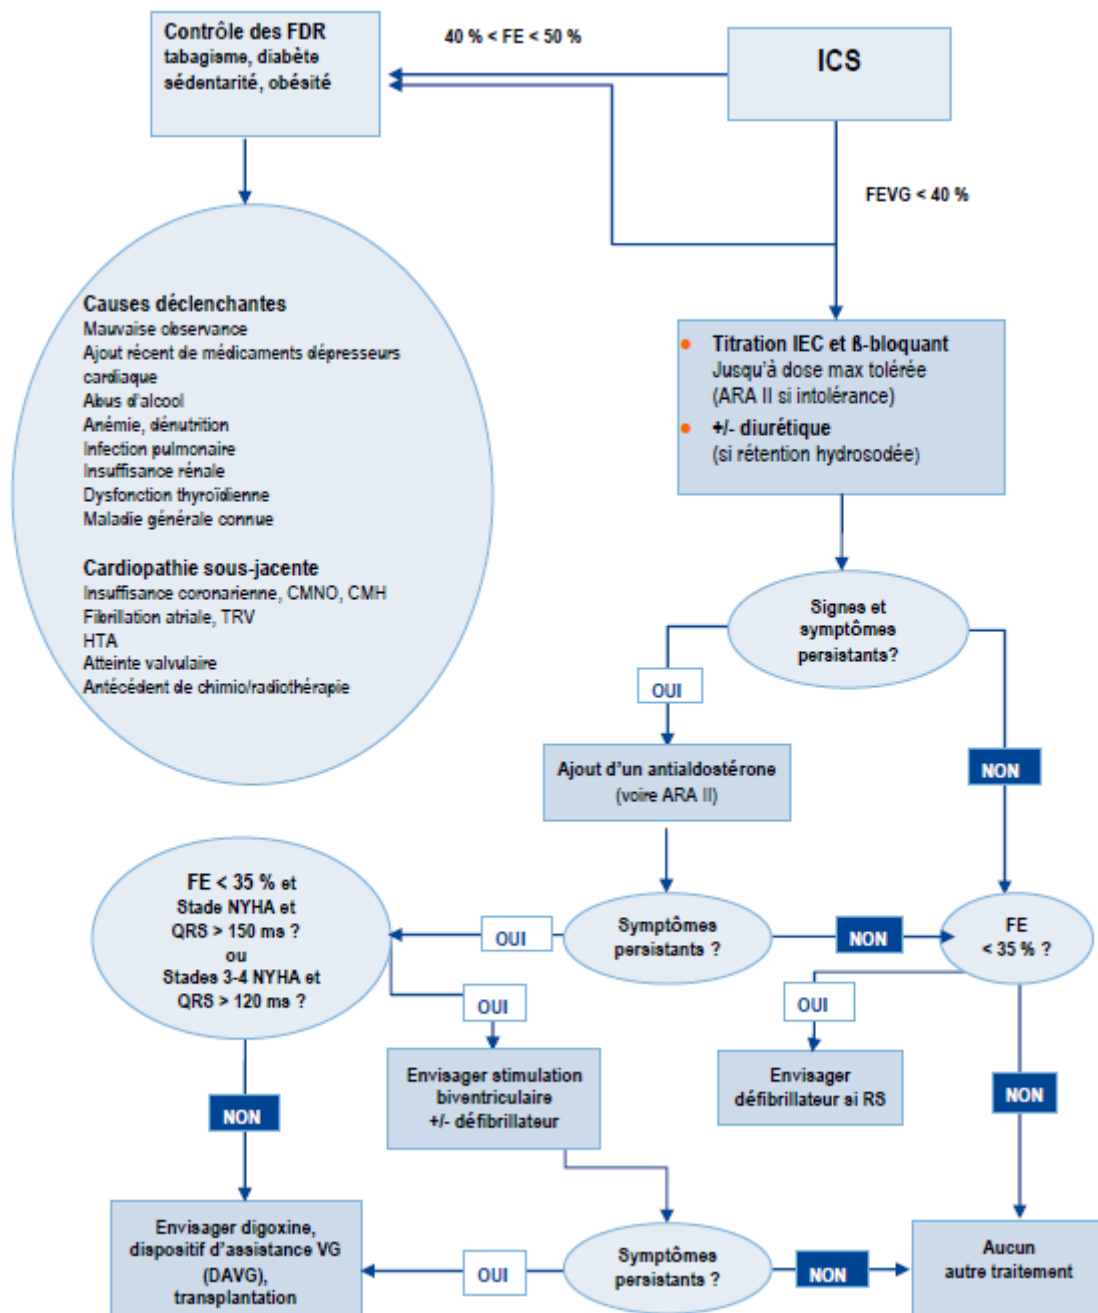 Contrôle des FDR
tabagisme, diabète
sédentarité, obésité
40 % < FE < 50 %
ICS
FEVG < 40 %
Causes déclenchantes
Mauvaise observance
Ajout récent de médicaments dépresseurs
cardiaque
Abus d'alcool
Anémie, dénutrition
Infection pulmonaire
Insuffisance rénale
Dysfonction thyroïdienne
Maladie générale connue
Cardiopathie sous-jacente
Insuffisance coronarienne, CMNO, CMH
Fibrillation atriale, TRV
HTA
Atteinte valvulaire
Antécédent de chimio/radiothérapie
• Titration IEC et ß-bloquant
Jusqu'à dose max tolérée
(ARA II si intolérance)
• +/- diurétique
(si rétention hydrosodée)
Signes et
symptômes
persistants?
OUI
NON
Ajout d'un antialdostérone
(voire ARA II)
FE < 35 % et
Stade NYHA et
QRS > 150 ms ?
ou
Stades 3-4 NYHA et
QRS > 120 ms ?
OUI
Symptômes
persistants ?
NON
FE
< 35 % ?
OUI
OUI
Envisager stimulation
biventriculaire
+/- défibrillateur
Envisager
défibrillateur si RS
NON
NON
Envisager digoxine,
dispositif d'assistance VG
(DAVG),
transplantation
OUI
Symptômes
persistants ?
NON
Aucun
autre traitement